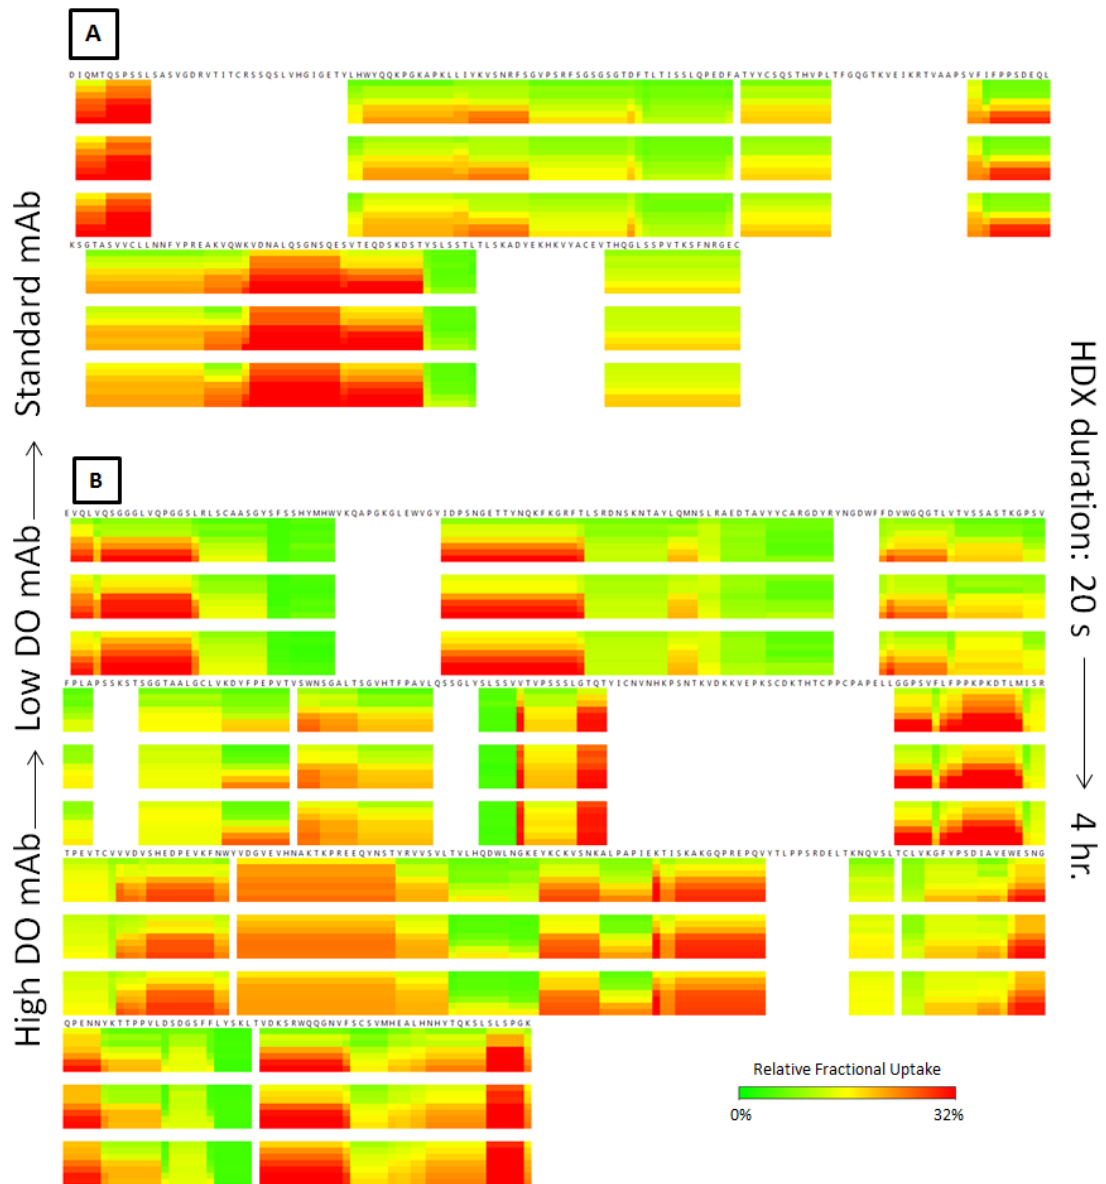 A
DIQMTQSPSSLSASVGDRVTITCRSSQSLVHGIGETYLHWYQQKPGKAPKLLIYKVSNRFSGVPSRFSGSGSGTDFTLTISSLQPEDFATYYCSQSTHVPLTFGQGTKVEIKRTVAAPSVFIFPPSDEQL
KSGTASVVCLLNNFYPREAKVQWKVDNALQSGNSQESVTEQDSKDSTYSLSSTLTLSKADYEKHKVYACEVTHQGLSSPVTKSFNRGEC
B
EVQLVQSGGGLVQPGGSLRLSCAASGYSFSSHYMHWVKQAPGKGLEWVGYIDPSNGETTYNQKFKGRFTLSRDNSKNTAYLQMNSLRAEDTAVYYCARGDYRYNGDWFFDVWGQGTLVTVSSASTKGPSV
FPLAPSSKSTSGGTAALGCLVKDYFPEPVTVSWNSGALTSGVHTFPAVLQSSGLYSLSSVVTVPSSSLGTQTYICNVNHKPSNTKVDKKVEPKSCDKTHTCPPCPAPELLGGPSVFLFPPKPKDTLMISR
TPEVTCVVVDVSHEDPEVKFNWYVDGVEVHNAKTKPREEQYNSTYRVVSVLTVLHQDWLNGKEYKCKVSNKALPAPIEKTISKAKGQPREPQVYTLPPSRDELTKNQVSLTCLVKGFYPSDIAVEWESNG
QPENNYKTTPPVLDSDGSFFLYSKLTVDKSRWQQGNVFSCSVMHEALHNHYTQKSLSLSPGK
High DO mAb
Low DO mAb
Standard mAb
HDX duration: 20 s
4 hr.
Relative Fractional Uptake
0%
32%